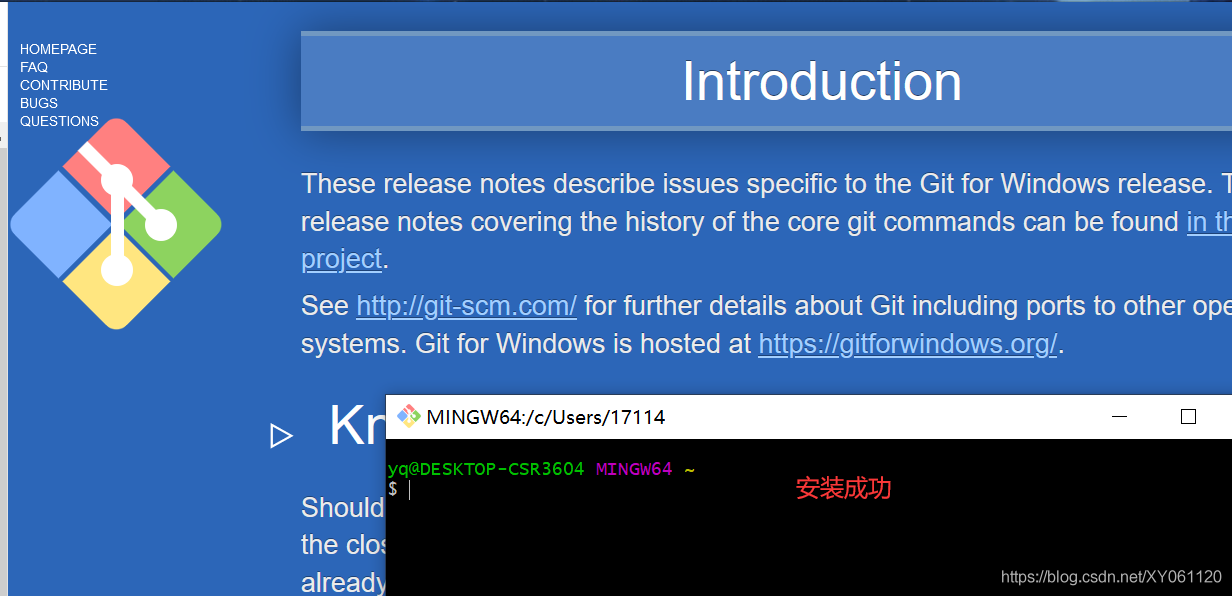 HOMEPAGE
FAQ
CONTRIBUTE
BUGS
QUESTIONS
Introduction
These release notes describe issues specific to the Git for Windows release.
release notes covering the history of the core git commands can be found in
project.
See http://git-scm.com/ for further details about Git including ports to other
systems. Git for Windows is hosted at https://gitforwindows.org/.
MINGW64:/c/Users/17114
yq@DESKTOP-CSR3604 MINGW64 ~
$
安装成功
Should
the
already
https://blog.csdn.net/XY061120